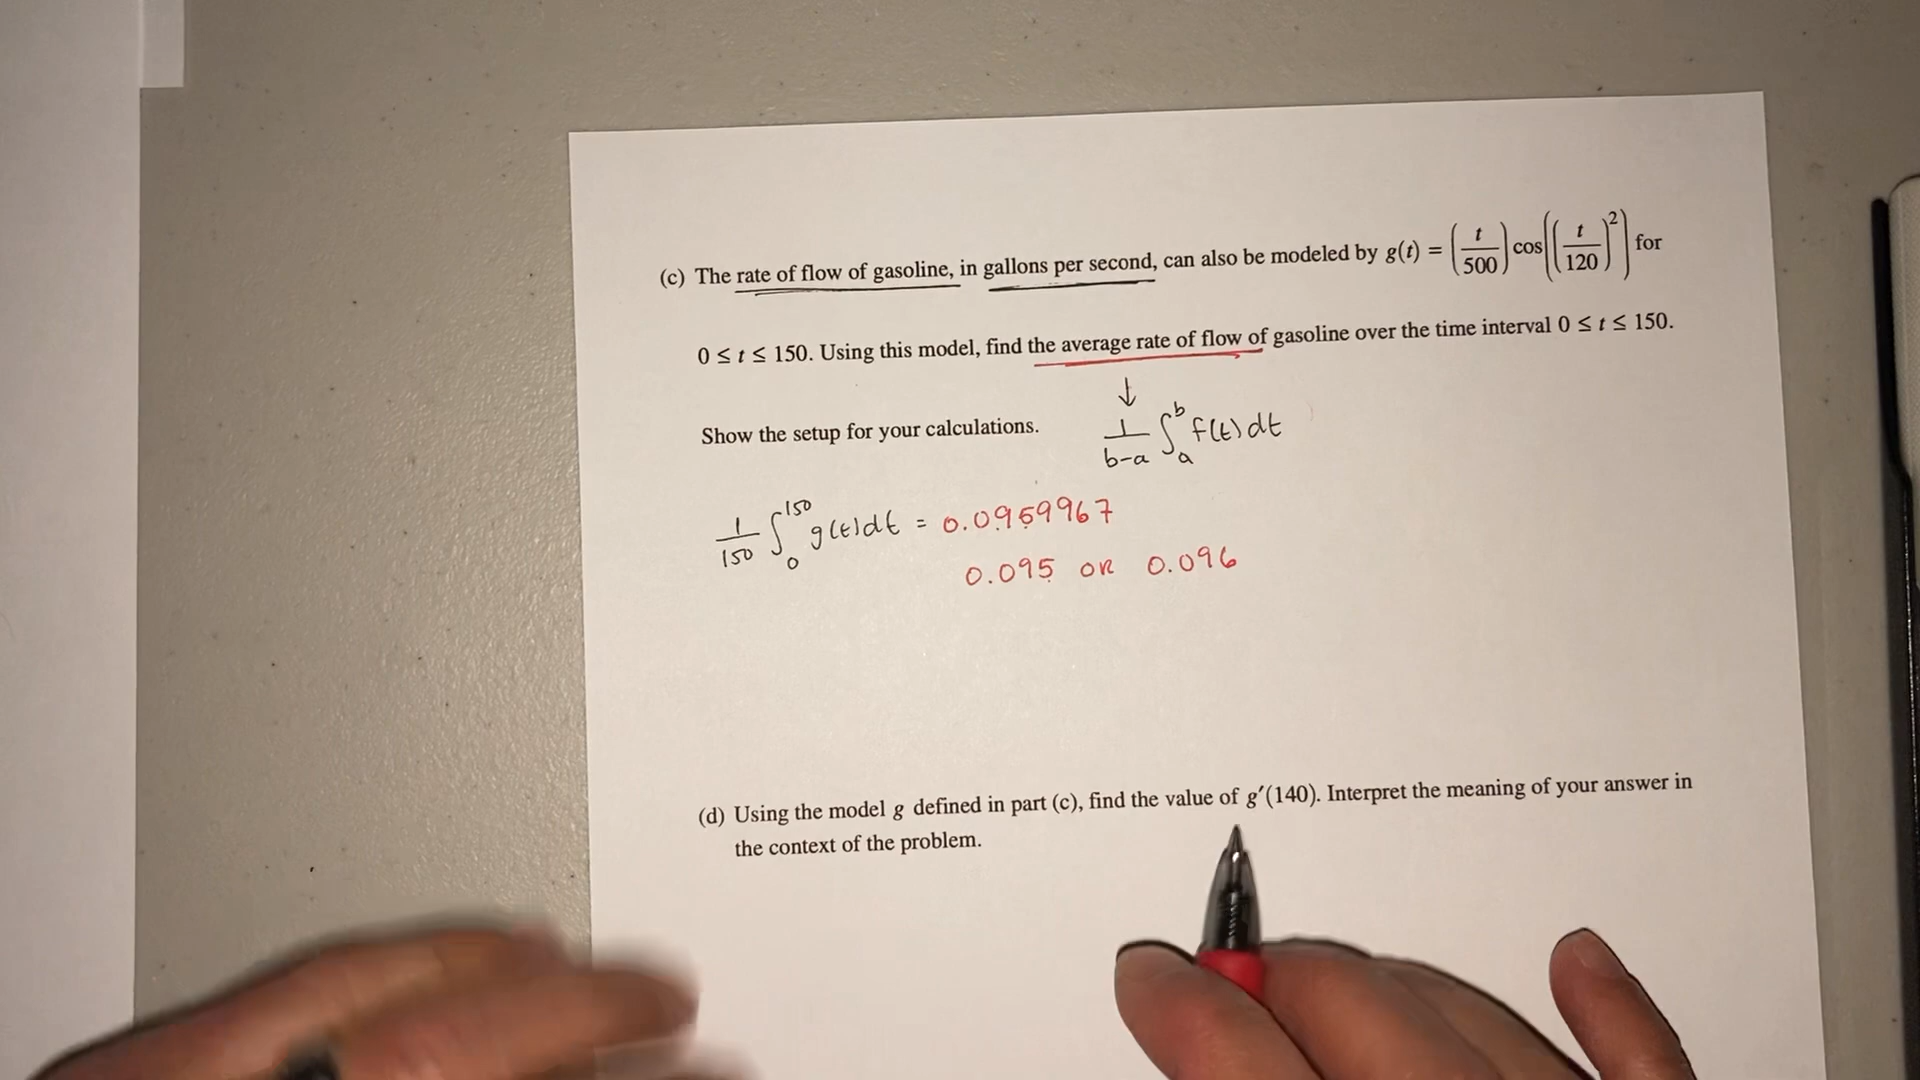 (c) The rate of flow of gasoline, in gallons per second, can also be modeled by g(t) = (t/500) cos((t/120)²) for
0 ≤ t ≤ 150. Using this model, find the average rate of flow of gasoline over the time interval 0 ≤ t ≤ 150.
↓
Show the setup for your calculations.
1/(b-a) ∫_a^b f(t) dt
1/150 ∫_0^150 g(t) dt = 0.0959967
0.095 OR 0.096
(d) Using the model g defined in part (c), find the value of g′(140). Interpret the meaning of your answer in
the context of the problem.